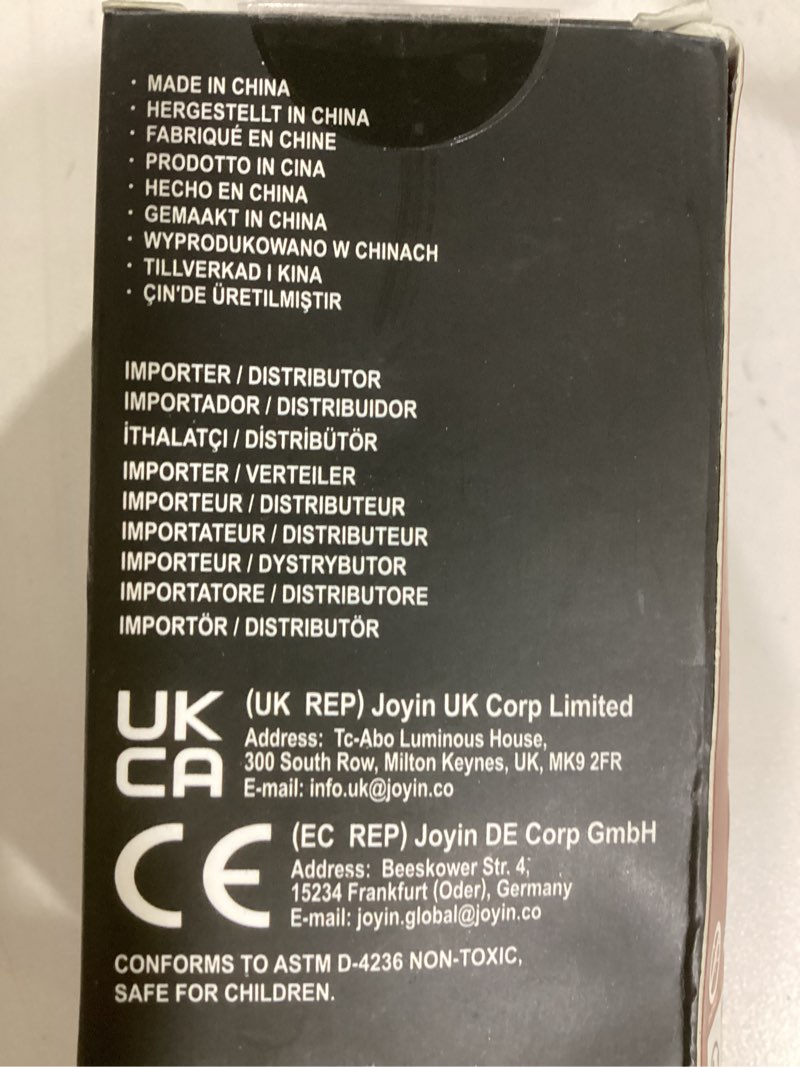 · MADE IN CHINA
· HERGESTELLT IN CHINA
· FABRIQUÉ EN CHINE
· PRODOTTO IN CINA
· HECHO EN CHINA
· GEMAAKT IN CHINA
· WYPRODUKOWANO W CHINACH
· TILLVERKAD I KINA
· ÇIN'DE ÜRETILMIŞTIR
IMPORTER / DISTRIBUTOR
IMPORTADOR / DISTRIBUIDOR
İTHALATÇI / DİSTRİBÜTÖR
IMPORTER / VERTEILER
IMPORTEUR / DISTRIBUTEUR
IMPORTATEUR / DISTRIBUTEUR
IMPORTEUR / DYSTRYBUTOR
IMPORTATORE / DISTRIBUTORE
IMPORTÖR / DISTRIBUTÖR
UK
CA
(UK REP) Joyin UK Corp Limited
Address: Tc-Abo Luminous House,
300 South Row, Milton Keynes, UK, MK9 2FR
E-mail: info.uk@joyin.co
CE
(EC REP) Joyin DE Corp GmbH
Address: Beeskower Str. 4,
15234 Frankfurt (Oder), Germany
E-mail: joyin.global@joyin.co
CONFORMS TO ASTM D-4236 NON-TOXIC,
SAFE FOR CHILDREN.